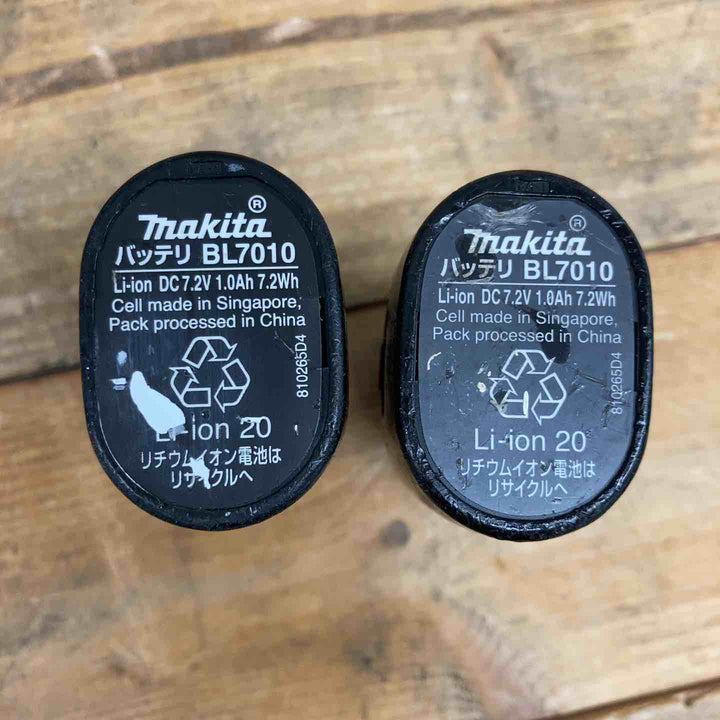 makita®
バッテリ BL7010
Li-ion DC7.2V 1.0Ah 7.2Wh
Cell made in Singapore,
Pack processed in China
810265D4
Li-ion 20
リチウムイオン電池は
リサイクルへ
makita®
バッテリ BL7010
Li-ion DC7.2V 1.0Ah 7.2Wh
Cell made in Singapore,
Pack processed in China
810265D4
Li-ion 20
リチウムイオン電池は
リサイクルへ